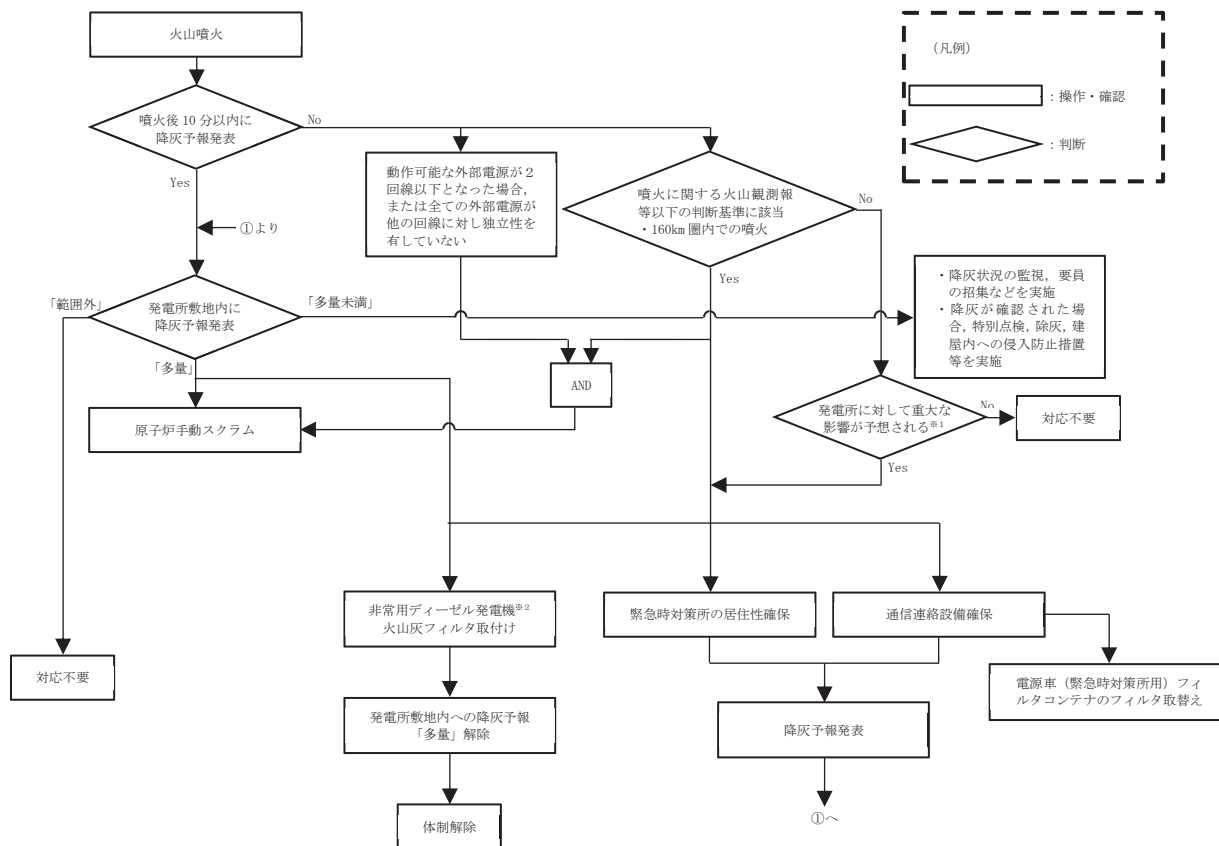 火山噴火
（凡例）
：操作・確認
：判断
噴火後 10 分以内に
降灰予報発表
No
Yes
動作可能な外部電源が２
回線以下となった場合，
または全ての外部電源が
他の回線に対し独立性を
有していない
噴火に関する火山観測報
等以下の判断基準に該当
・160km 圏内での噴火
No
Yes
①より
発電所敷地内に
降灰予報発表
「範囲外」
「多量未満」
「多量」
・降灰状況の監視，要員
の招集などを実施
・降灰が確認された場
合，特別点検，除灰，建
屋内への侵入防止措置
等を実施
AND
原子炉手動スクラム
発電所に対して重大な
影響が予想される※1
No
Yes
対応不要
非常用ディーゼル発電機※2
火山灰フィルタ取付け
緊急時対策所の居住性確保
通信連絡設備確保
対応不要
電源車（緊急時対策所用）フィ
ルタコンテナのフィルタ取替え
発電所敷地内への降灰予報
「多量」解除
降灰予報発表
体制解除
①へ